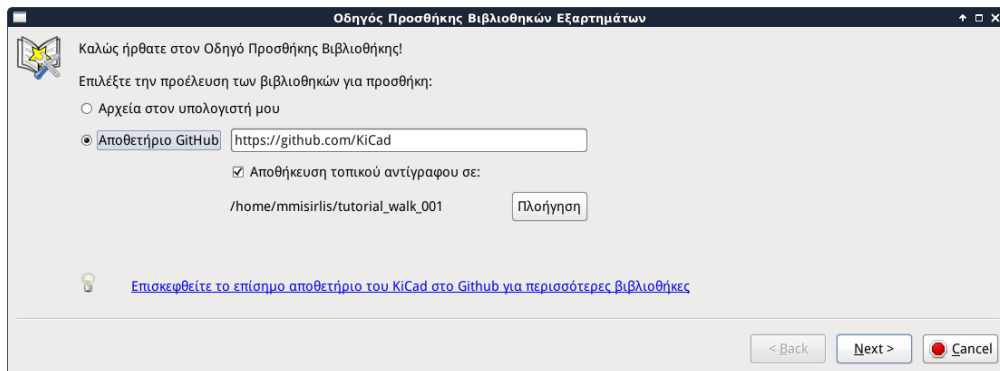 Οδηγός Προσθήκης Βιβλιοθηκών Εξαρτημάτων
Καλώς ήρθατε στον Οδηγό Προσθήκης Βιβλιοθήκης!
Επιλέξτε την προέλευση των βιβλιοθηκών για προσθήκη:
Αρχεία στον υπολογιστή μου
Αποθετήριο GitHub https://github.com/KiCad
Αποθήκευση τοπικού αντίγραφου σε:
/home/mmisirlis/tutorial_walk_001 Πλοήγηση
Επισκεφθείτε το επίσημο αποθετήριο του KiCad στο Github για περισσότερες βιβλιοθήκες
< Back Next > Cancel